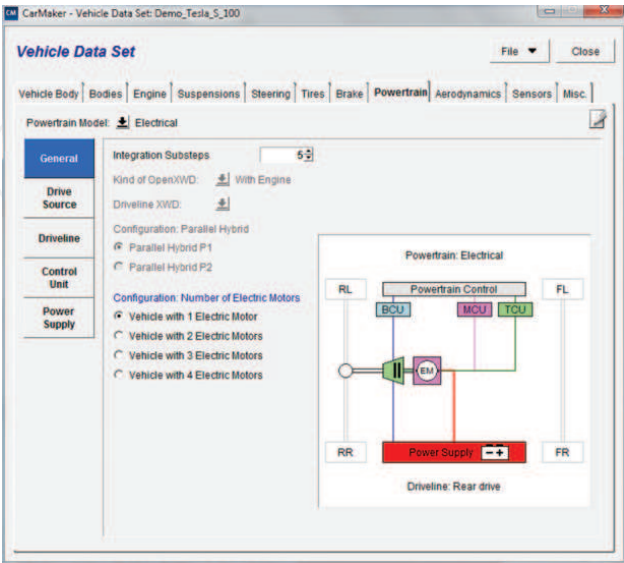 CM CarMaker - Vehicle Data Set: Demo_Tesla_S_100
Vehicle Data Set
File
Close
Vehicle Body Bodies Engine Suspensions Steering Tires Brake Powertrain Aerodynamics Sensors Misc.
Powertrain Model: Electrical
General
Drive
Source
Driveline
Control
Unit
Power
Supply
Integration Substeps 5
Kind of OpenXWD: With Engine
Driveline XWD:
Configuration: Parallel Hybrid
Parallel Hybrid P1
Parallel Hybrid P2
Configuration: Number of Electric Motors
Vehicle with 1 Electric Motor
Vehicle with 2 Electric Motors
Vehicle with 3 Electric Motors
Vehicle with 4 Electric Motors
Powertrain: Electrical
RL Powertrain Control FL
BCU MCU TCU
EM
RR Power Supply - + FR
Driveline: Rear drive